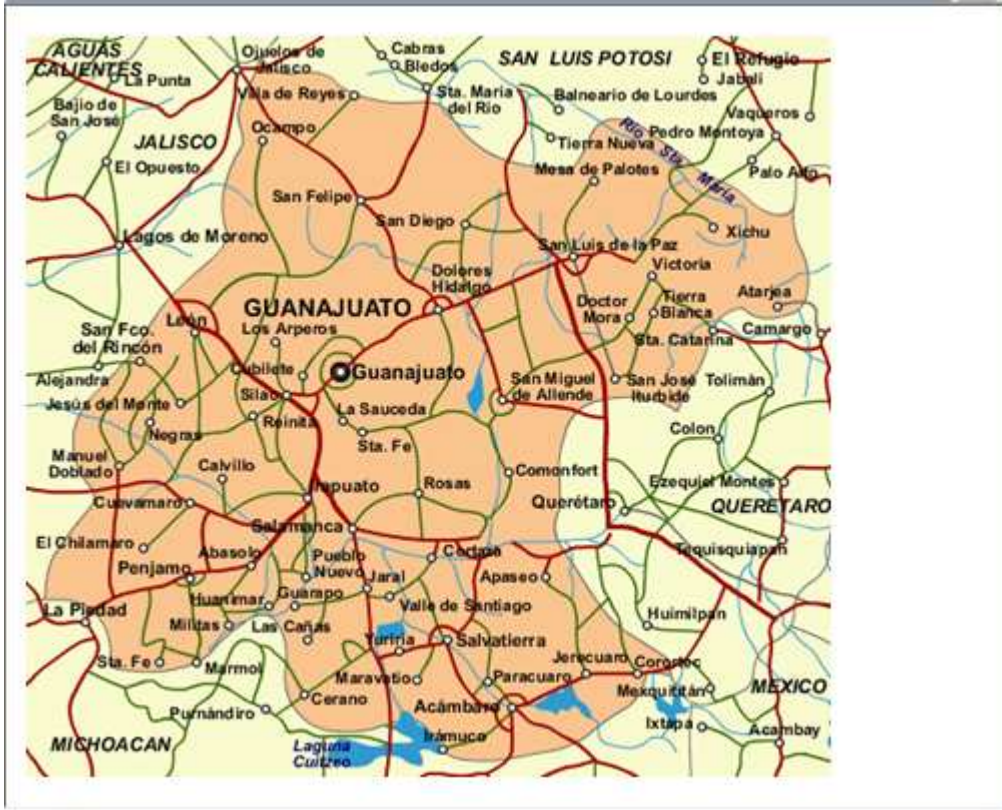 AGUAS
CALIENTES
La Punta
Ojuelos de
Jalisco
Cabras
Bledos
SAN LUIS POTOSI
El Refugio
Jabali
Villa de Reyes
Sta. Maria
del Rio
Balneario de Lourdes
Vaqueros
Bajio de
San José
Ocampo
JALISCO
El Opuesto
Rio Sta. Maria
Pedro Montoya
Tierra Nueva
Mesa de Palotes
Palo Alto
San Felipe
San Diego
Xichu
Lagos de Moreno
San Luis de la Paz
Dolores
Hidalgo
Victoria
GUANAJUATO
Doctor
Mora
Tierra
Blanca
Atarjea
León
Los Arperos
San Fco.
del Rincón
Sta. Catarina
Camargo
Alejandra
Cubilete
Guanajuato
San Miguel
de Allende
San José
Iturbide
Tolimán
Jesús del Monte
Silao
La Sauceda
Reinita
Negras
Sta. Fe
Colon
Manuel
Doblado
Calvillo
Comonfort
Rosas
Ezequiel Montes
Cuevamaro
Irapuato
Querétaro
QUERETARO
Salamanca
El Chilamaro
Abasolo
Pueblo
Nuevo
Cortaza
Tequisquiapan
Penjamo
Jaral
Apaseo
Huanimar
Guarapo
Valle de Santiago
La Piedad
Militas
Las Cañas
Huimilpan
Yuriria
Salvatierra
Sta. Fe
Marmol
Maravatio
Paracuaro
Jerecuaro
Corortoc
Cerano
Mexquititán
MEXICO
Purnándiro
Acámbaro
Ixtapa
Acambay
MICHOACAN
Laguna
Cuitzeo
Irámuco